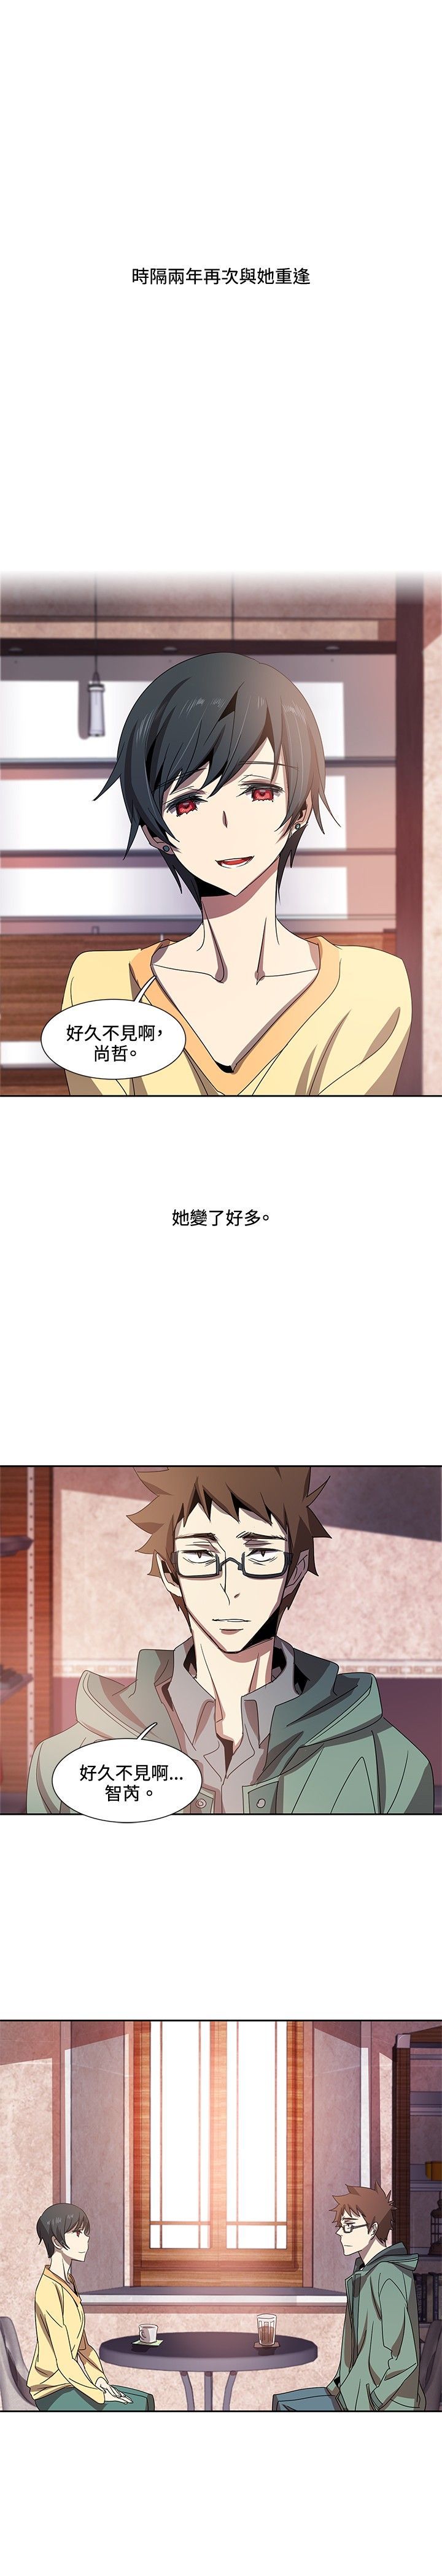 時隔兩年再次與她重逢
好久不見啊，
尚哲。
她變了好多。
好久不見啊...
智芮。